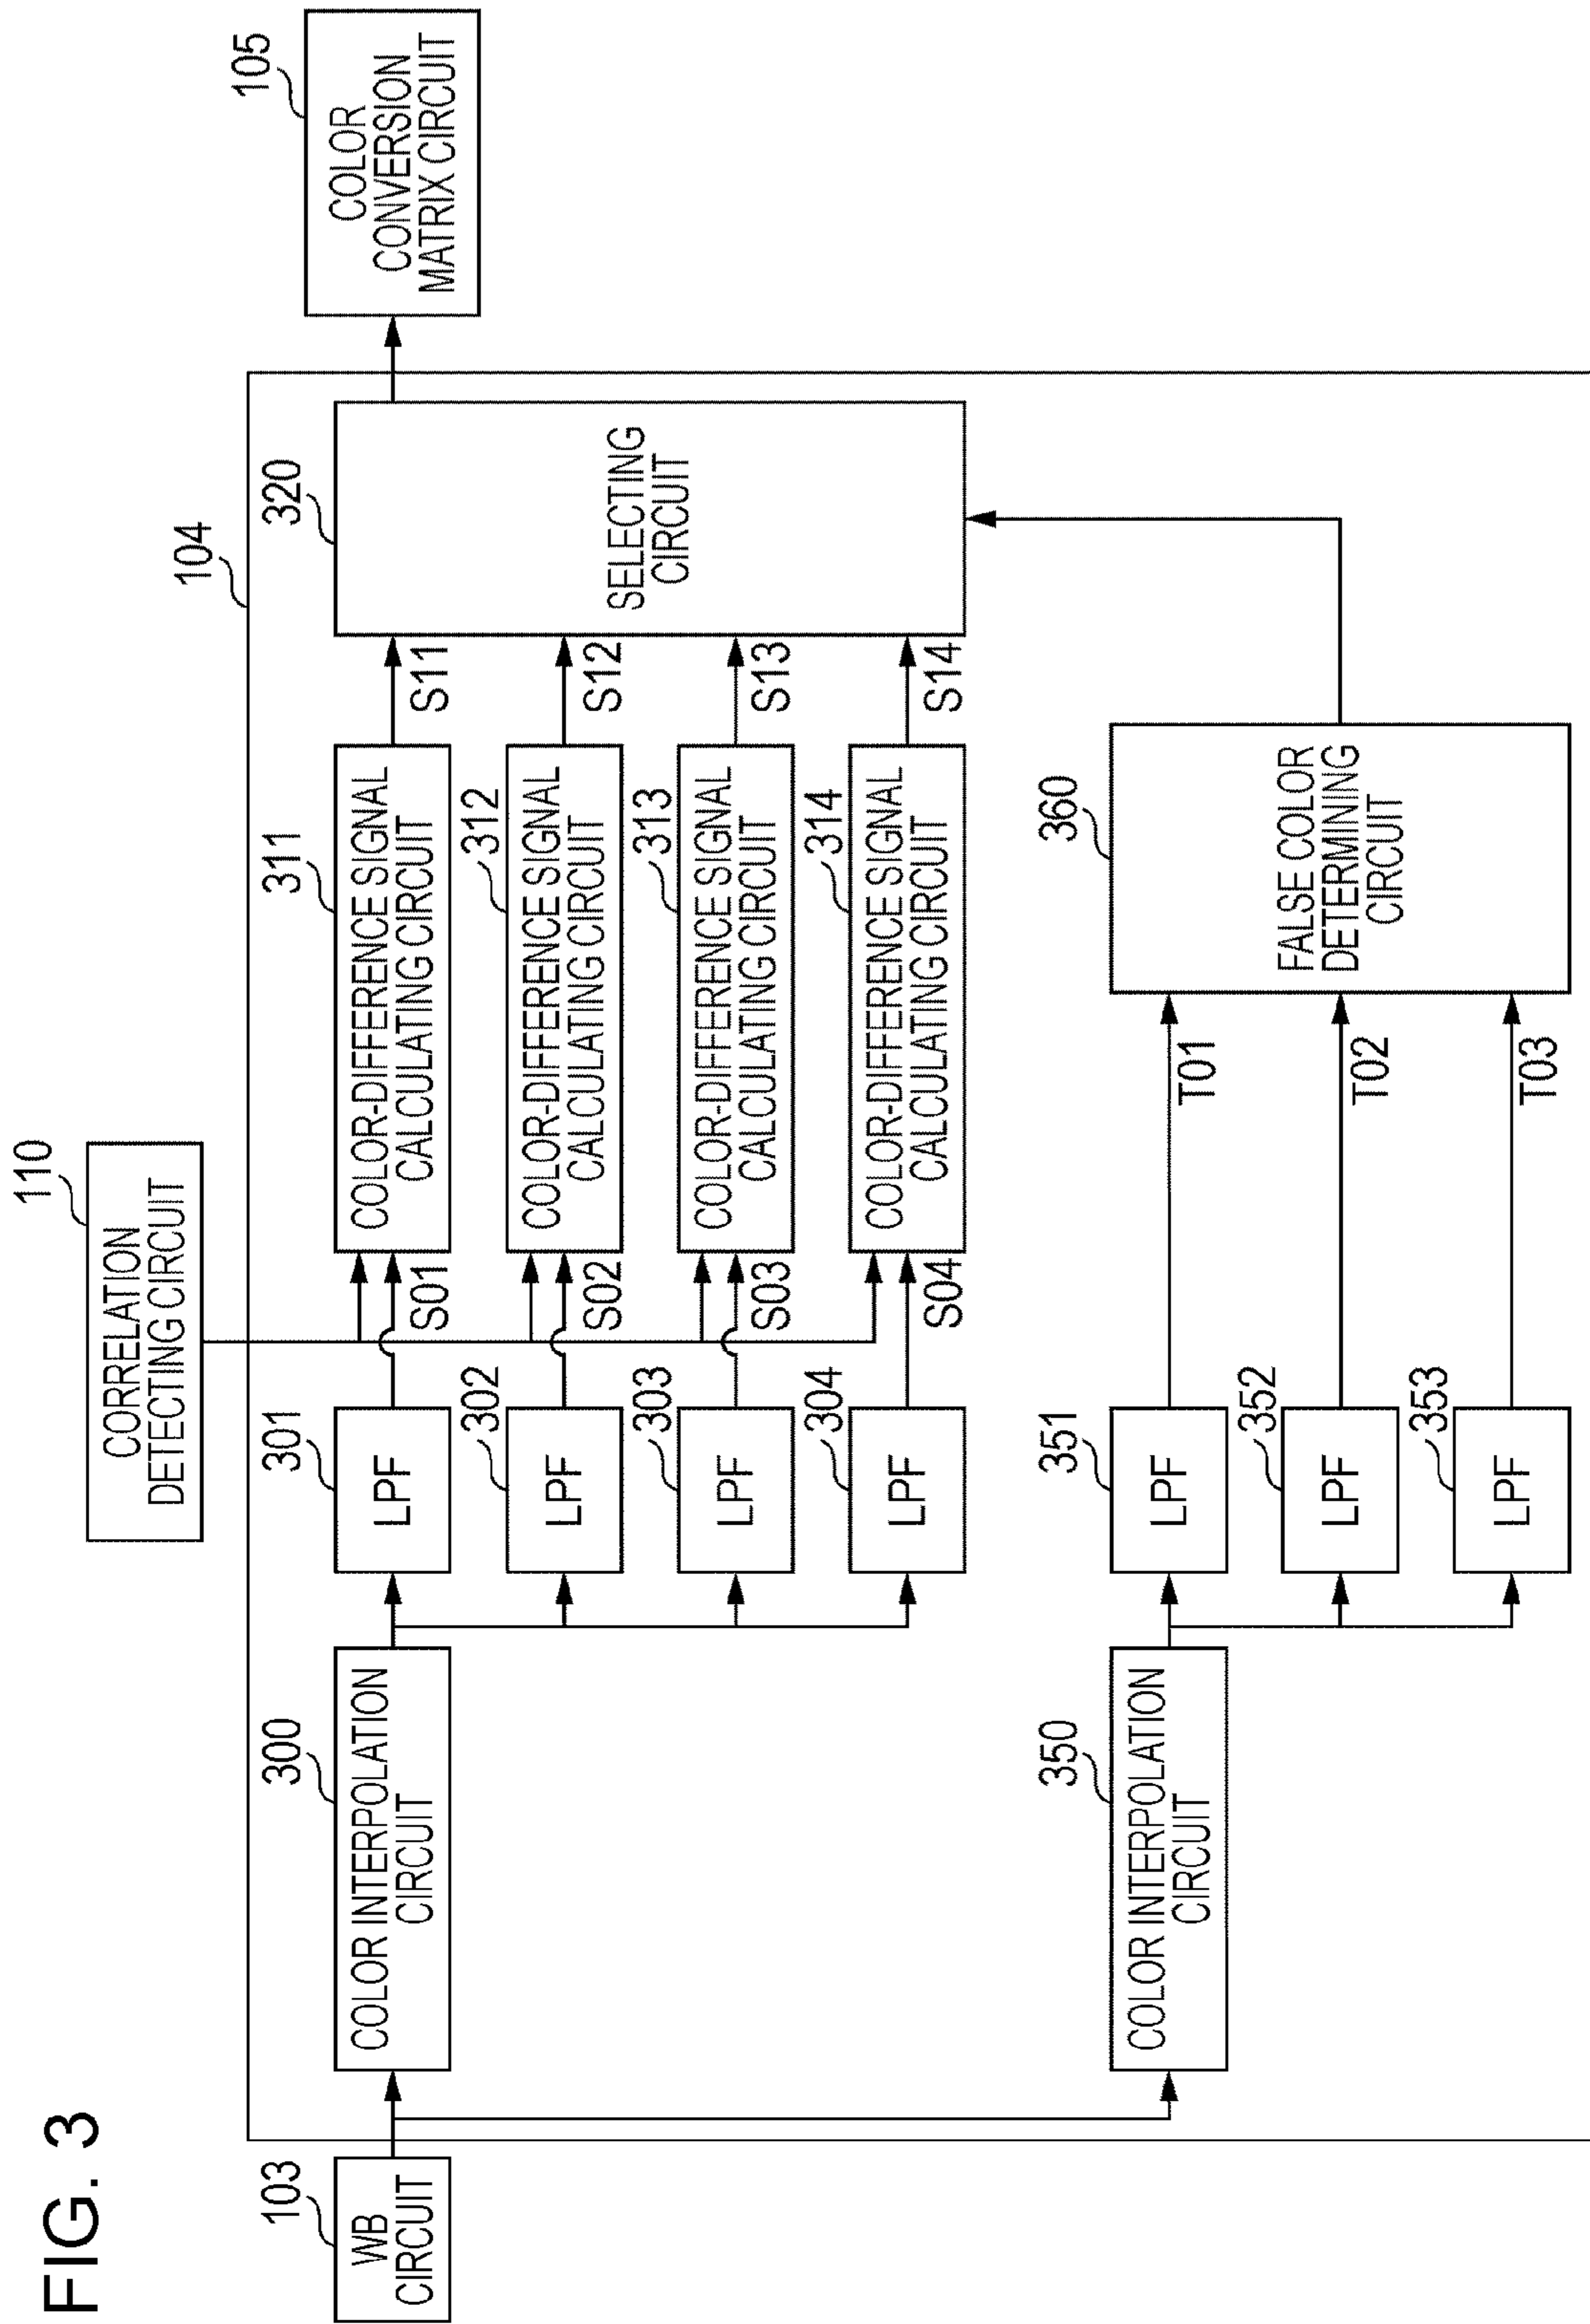 FIG. 3
103
WB
CIRCUIT
104
300
COLOR INTERPOLATION
CIRCUIT
301
LPF
302
LPF
303
LPF
304
LPF
110
CORRELATION
DETECTING CIRCUIT
S01
S02
S03
S04
311
COLOR-DIFFERENCE SIGNAL
CALCULATING CIRCUIT
312
COLOR-DIFFERENCE SIGNAL
CALCULATING CIRCUIT
313
COLOR-DIFFERENCE SIGNAL
CALCULATING CIRCUIT
314
COLOR-DIFFERENCE SIGNAL
CALCULATING CIRCUIT
S11
S12
S13
S14
320
SELECTING
CIRCUIT
105
COLOR
CONVERSION
MATRIX CIRCUIT
350
COLOR INTERPOLATION
CIRCUIT
351
LPF
352
LPF
353
LPF
T01
T02
T03
360
FALSE COLOR
DETERMINING
CIRCUIT